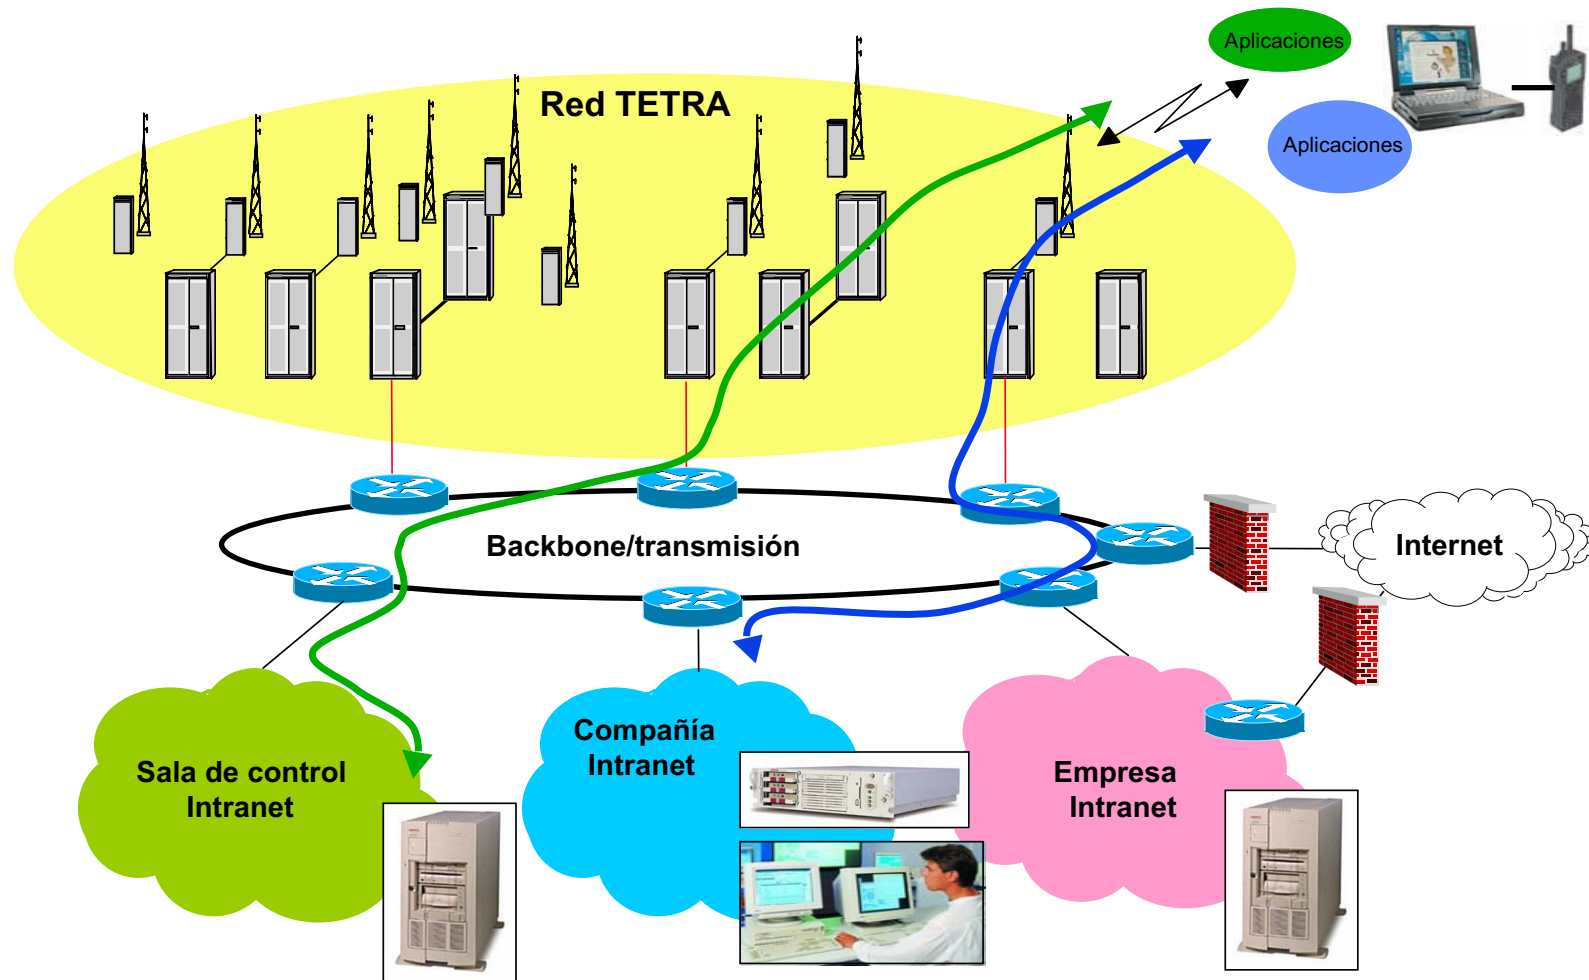 Aplicaciones
Red TETRA
Aplicaciones
Backbone/transmisión
Internet
Compañía
Intranet
Sala de control
Intranet
Empresa
Intranet